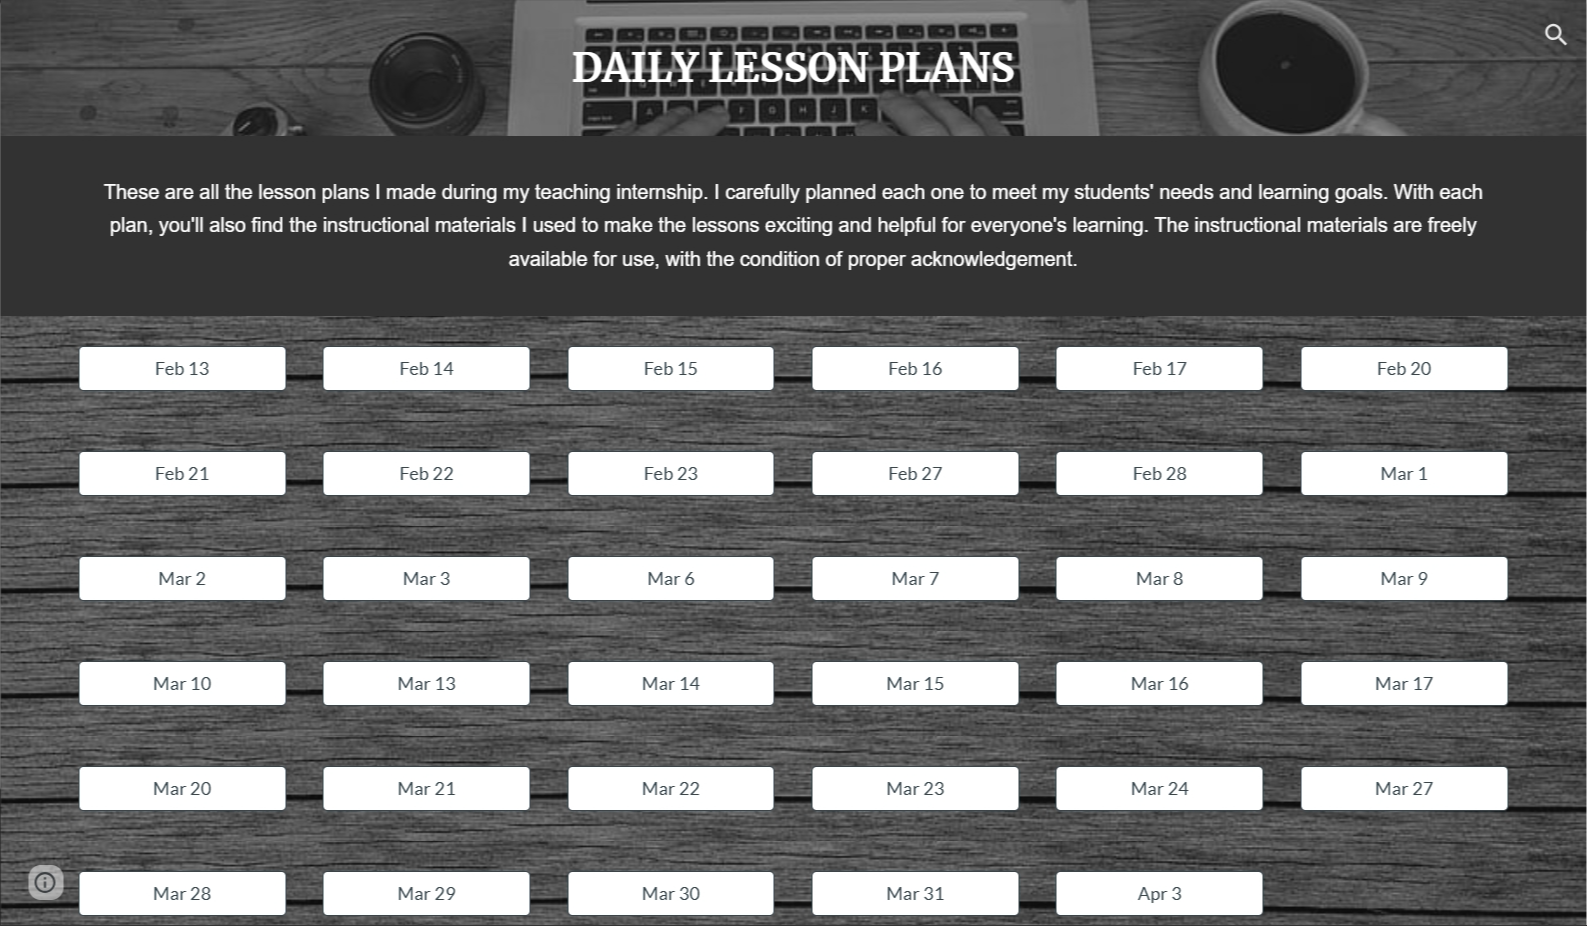 DAILY LESSON PLANS
These are all the lesson plans I made during my teaching internship. I carefully planned each one to meet my students' needs and learning goals. With each
plan, you'll also find the instructional materials I used to make the lessons exciting and helpful for everyone's learning. The instructional materials are freely
available for use, with the condition of proper acknowledgement.
Feb 13 Feb 14 Feb 15 Feb 16 Feb 17 Feb 20
Feb 21 Feb 22 Feb 23 Feb 27 Feb 28 Mar 1
Mar 2 Mar 3 Mar 6 Mar 7 Mar 8 Mar 9
Mar 10 Mar 13 Mar 14 Mar 15 Mar 16 Mar 17
Mar 20 Mar 21 Mar 22 Mar 23 Mar 24 Mar 27
Mar 28 Mar 29 Mar 30 Mar 31 Apr 3